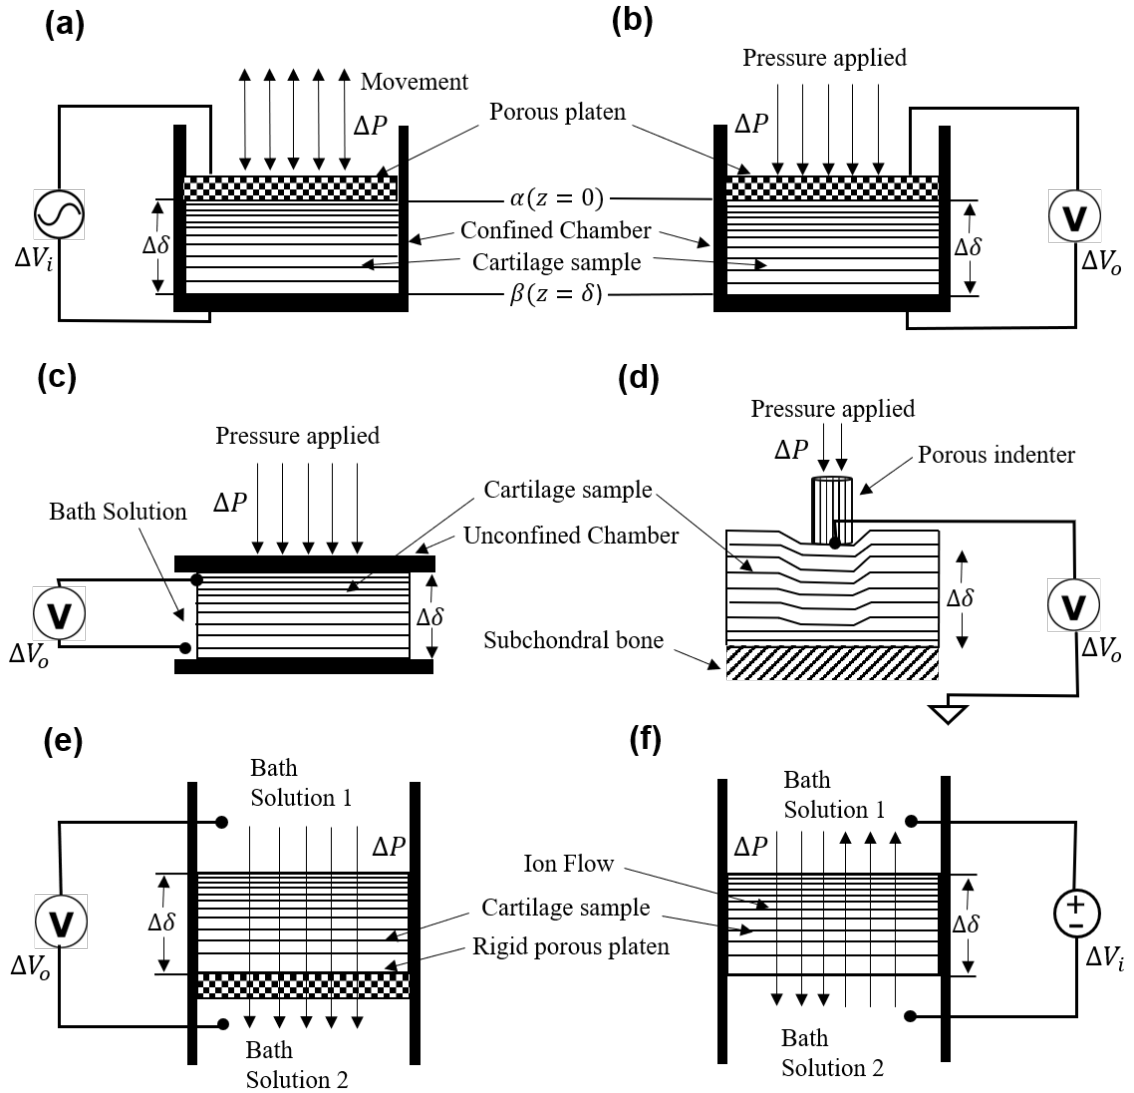 (a)
(b)
Movement
Pressure applied
ΔP
Porous platen
ΔP
α(z = 0)
ΔV_i
Δδ
Confined Chamber
Cartilage sample
Δδ
V
ΔV_o
β(z = δ)
(c)
(d)
Pressure applied
ΔP
Bath Solution
Cartilage sample
Unconfined Chamber
V
ΔV_o
Δδ
Pressure applied
ΔP
Porous indenter
Subchondral bone
Δδ
V
ΔV_o
(e)
(f)
Bath
Solution 1
ΔP
V
ΔV_o
Δδ
Ion Flow
Cartilage sample
Rigid porous platen
Bath
Solution 2
Bath
Solution 1
ΔP
Δδ
+
−
ΔV_i
Bath
Solution 2